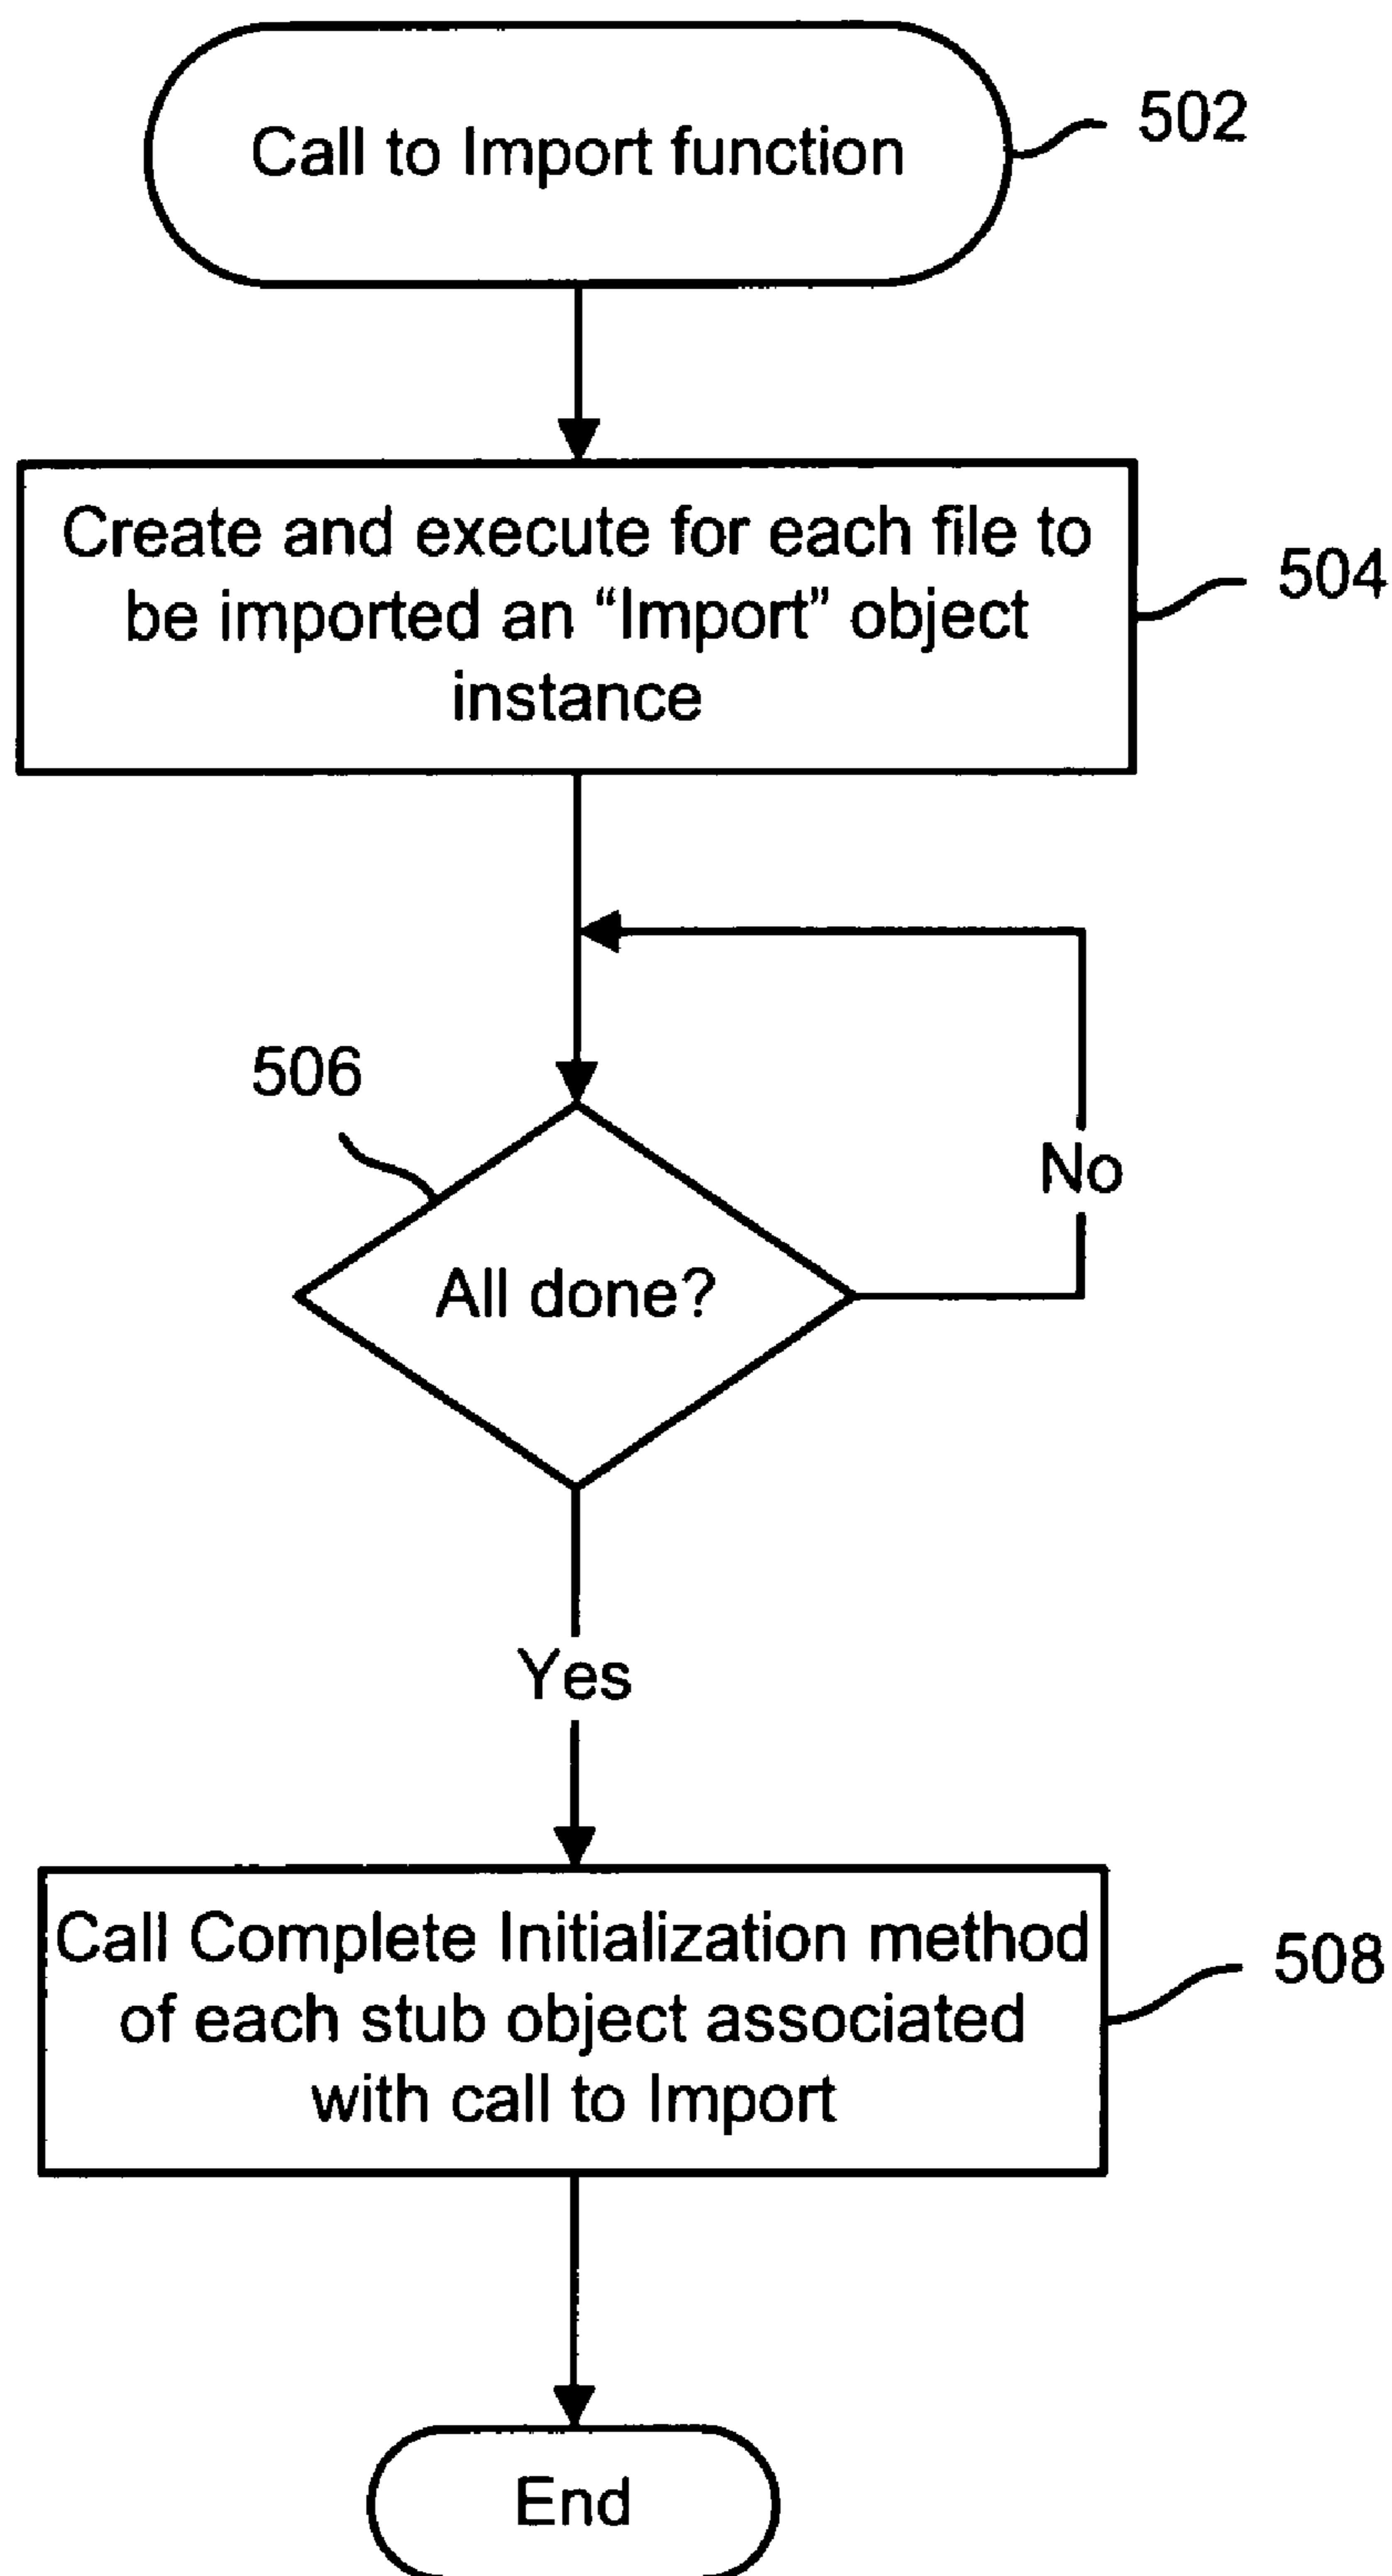 Call to Import function
502
Create and execute for each file to
be imported an “Import” object
instance
504
506
All done?
No
Yes
Call Complete Initialization method
of each stub object associated
with call to Import
508
End